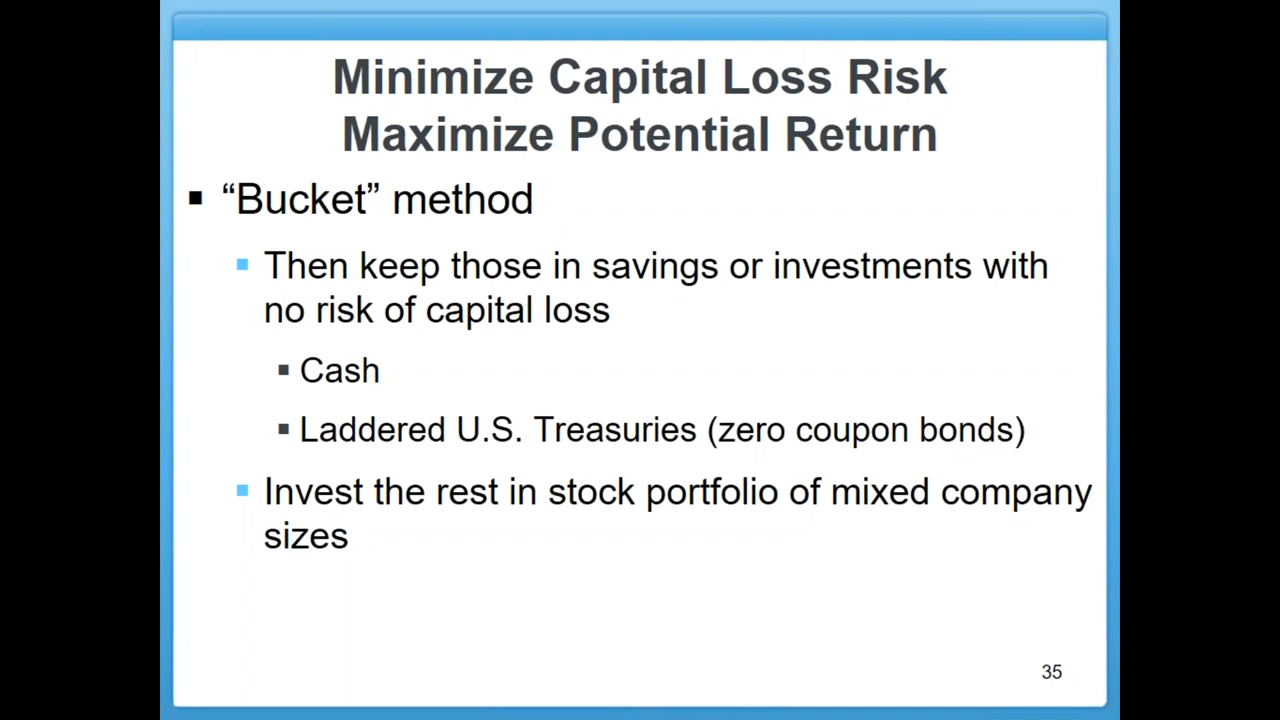 Minimize Capital Loss Risk
Maximize Potential Return
▪ “Bucket” method
▪ Then keep those in savings or investments with
no risk of capital loss
▪ Cash
▪ Laddered U.S. Treasuries (zero coupon bonds)
▪ Invest the rest in stock portfolio of mixed company
sizes
35